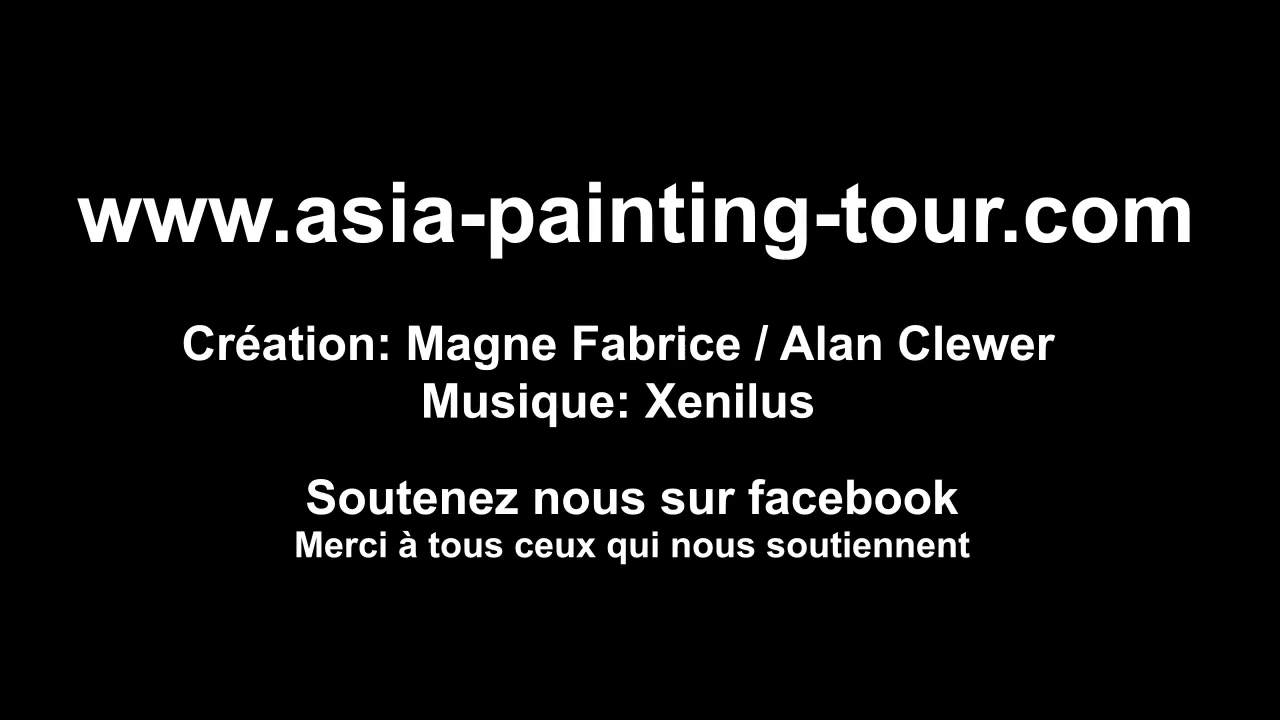 www.asia-painting-tour.com
Création: Magne Fabrice / Alan Clewer
Musique: Xenilus
Soutenez nous sur facebook
Merci à tous ceux qui nous soutiennent